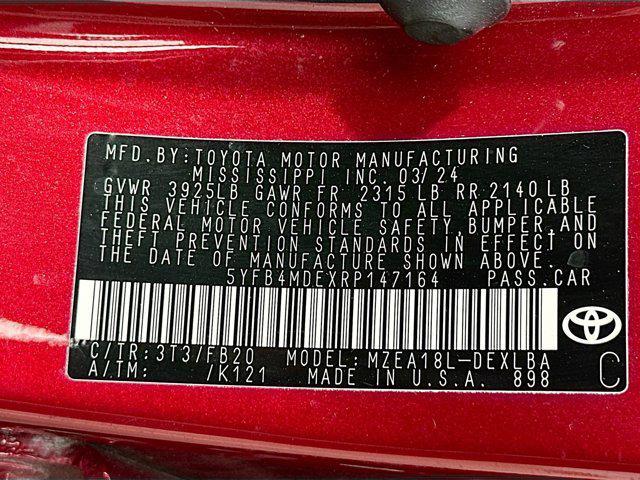 MFD. BY: TOYOTA MOTOR MANUFACTURING
MISSISSIPPI INC. 03/24
GVWR 3925LB GAWR FR 2315 LB RR 2140 LB
THIS VEHICLE CONFORMS TO ALL APPLICABLE
FEDERAL MOTOR VEHICLE SAFETY, BUMPER, AND
THEFT PREVENTION STANDARDS IN EFFECT ON
THE DATE OF MANUFACTURE SHOWN ABOVE.
5YFB4MDEXRP147164 PASS. CAR
C/TR: 3T3/FB20 MODEL: MZEA18L-DEXLBA
A/TM: /K121 MADE IN U.S.A. 898 C